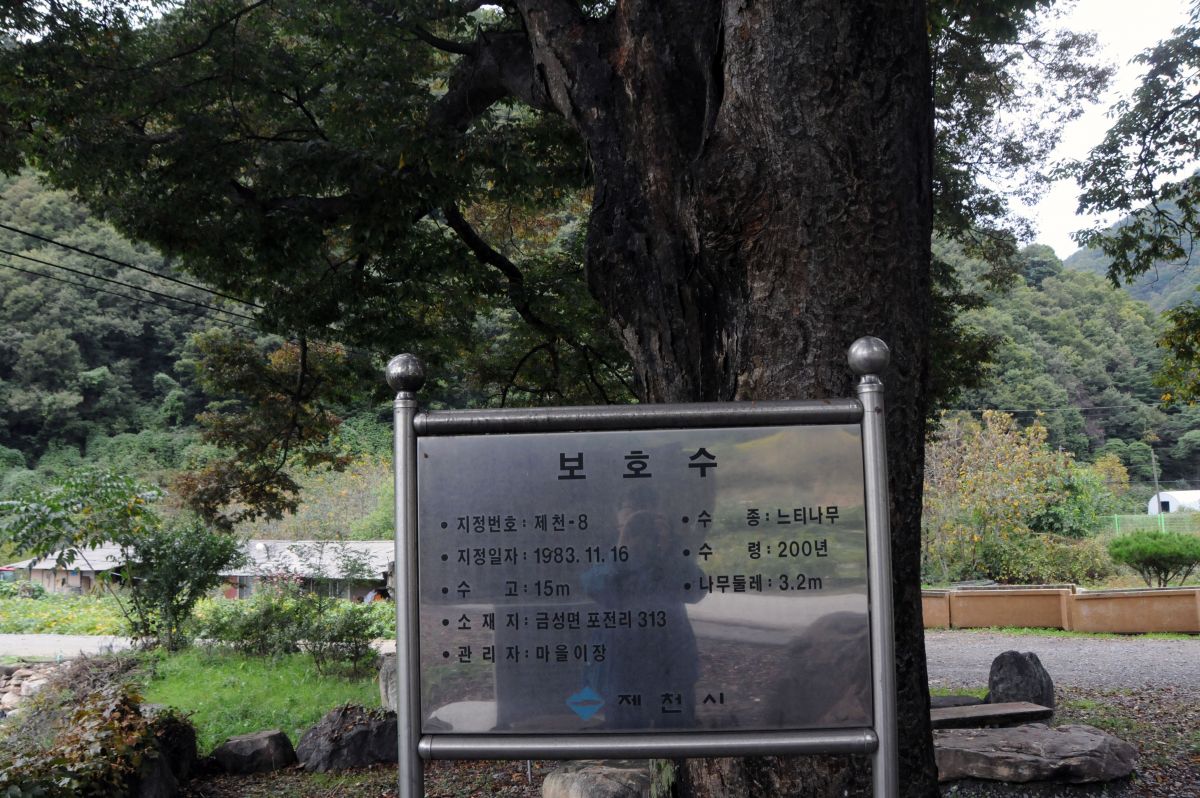 보 호 수
• 지정번호 : 제천-8
• 지정일자 : 1983. 11. 16
• 수 고 : 15m
• 소 재 지 : 금성면 포전리 313
• 관 리 자 : 마을이장
• 수 종 : 느티나무
• 수 령 : 200년
• 나무둘레 : 3.2m
제천시